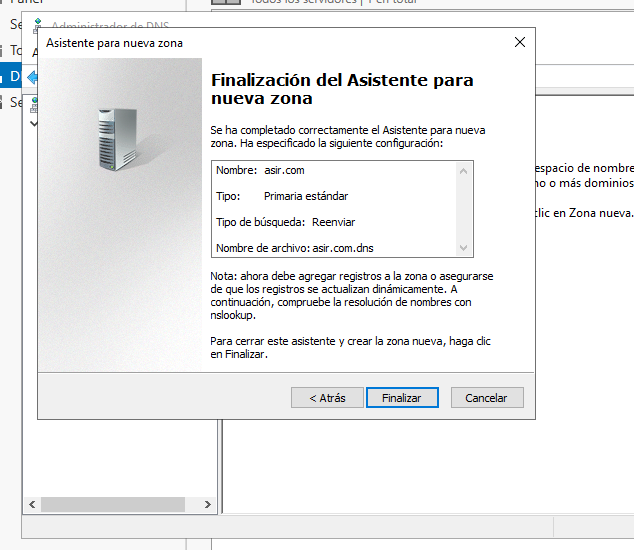 Panel
Todos los servidores | 1 en total
Se
Administrador de DNS
Asistente para nueva zona
To
A
D
Se
Finalización del Asistente para
nueva zona
Se ha completado correctamente el Asistente para nueva
zona. Ha especificado la siguiente configuración:
Nombre: asir.com
Tipo: Primaria estándar
Tipo de búsqueda: Reenviar
Nombre de archivo: asir.com.dns
espacio de nombre
no o más dominios
clic en Zona nueva.
Nota: ahora debe agregar registros a la zona o asegurarse
de que los registros se actualizan dinámicamente. A
continuación, compruebe la resolución de nombres con
nslookup.
Para cerrar este asistente y crear la zona nueva, haga clic
en Finalizar.
< Atrás
Finalizar
Cancelar